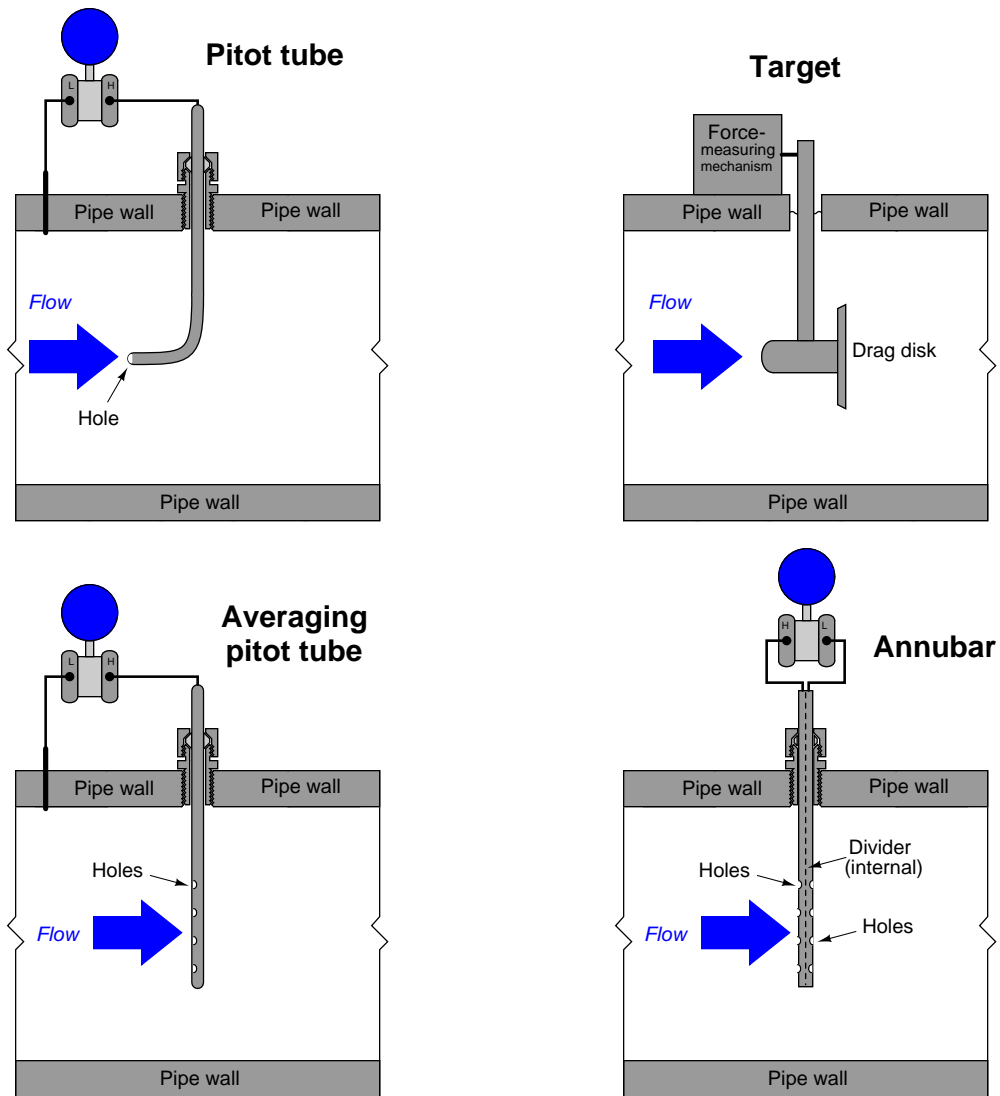 Pitot tube
L
H
Pipe wall
Pipe wall
Flow
Hole
Pipe wall
Target
Force-
measuring
mechanism
Pipe wall
Pipe wall
Flow
Drag disk
Pipe wall
Averaging
pitot tube
L
H
Pipe wall
Pipe wall
Holes
Flow
Pipe wall
Annubar
H
L
Pipe wall
Pipe wall
Divider
(internal)
Holes
Flow
Holes
Pipe wall